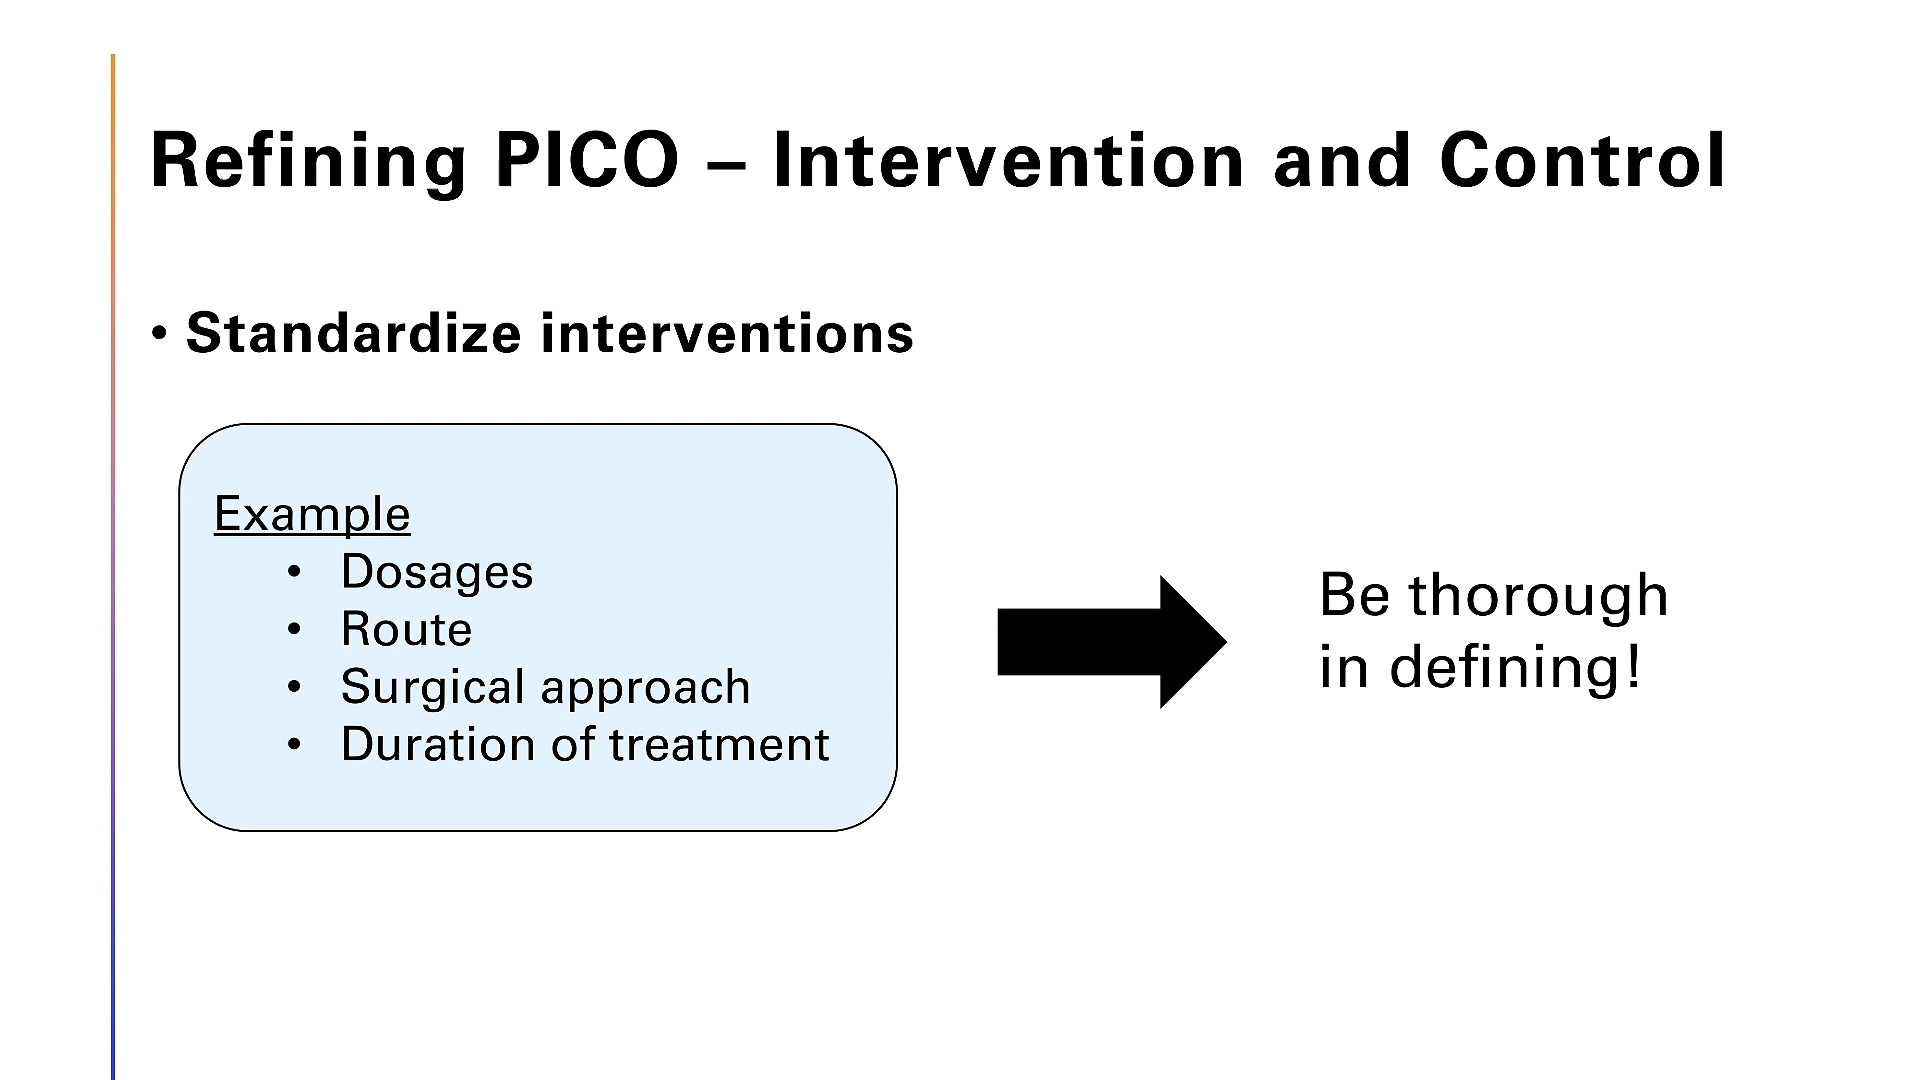 Refining PICO – Intervention and Control
• Standardize interventions
Example
• Dosages
• Route
• Surgical approach
• Duration of treatment
Be thorough
in defining!